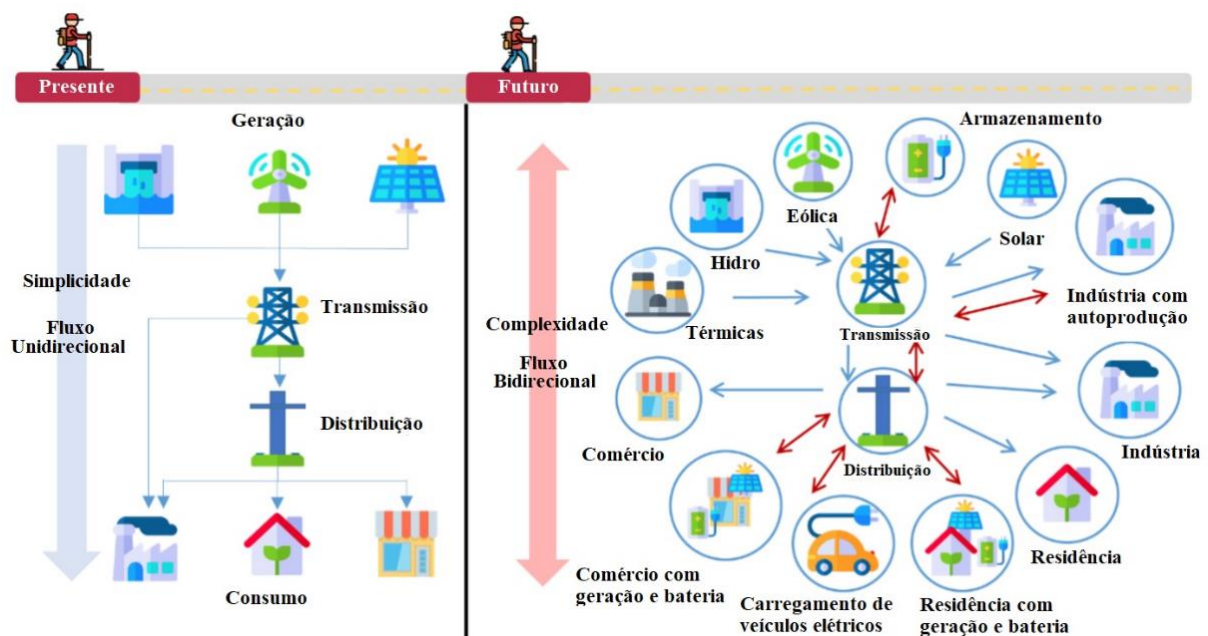 Presente
Futuro
Geração
Simplicidade
Fluxo
Unidirecional
Transmissão
Distribuição
Consumo
Complexidade
Fluxo
Bidirecional
Armazenamento
Eólica
Solar
Hidro
Térmicas
Transmissão
Indústria com
autoprodução
Comércio
Distribuição
Indústria
Residência
Comércio com
geração e bateria
Carregamento de
veículos elétricos
Residência com
geração e bateria